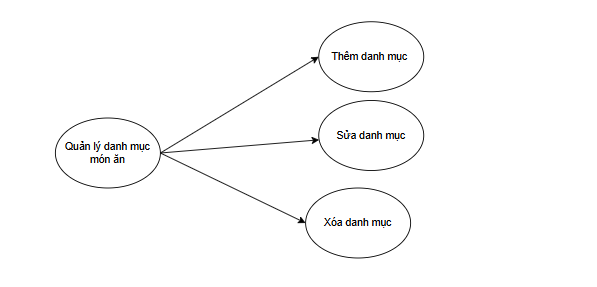 Thêm danh mục
Sửa danh mục
Quản lý danh mục
món ăn
Xóa danh mục